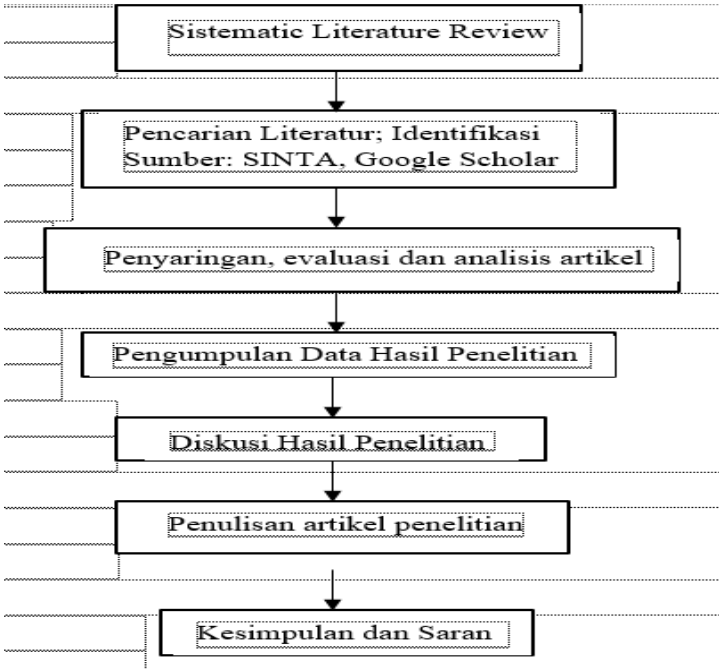 Sistematic Literature Review
Pencarian Literatur; Identifikasi
Sumber: SINTA, Google Scholar
Penyaringan, evaluasi dan analisis artikel
Pengumpulan Data Hasil Penelitian
Diskusi Hasil Penelitian
Penulisan artikel penelitian
Kesimpulan dan Saran